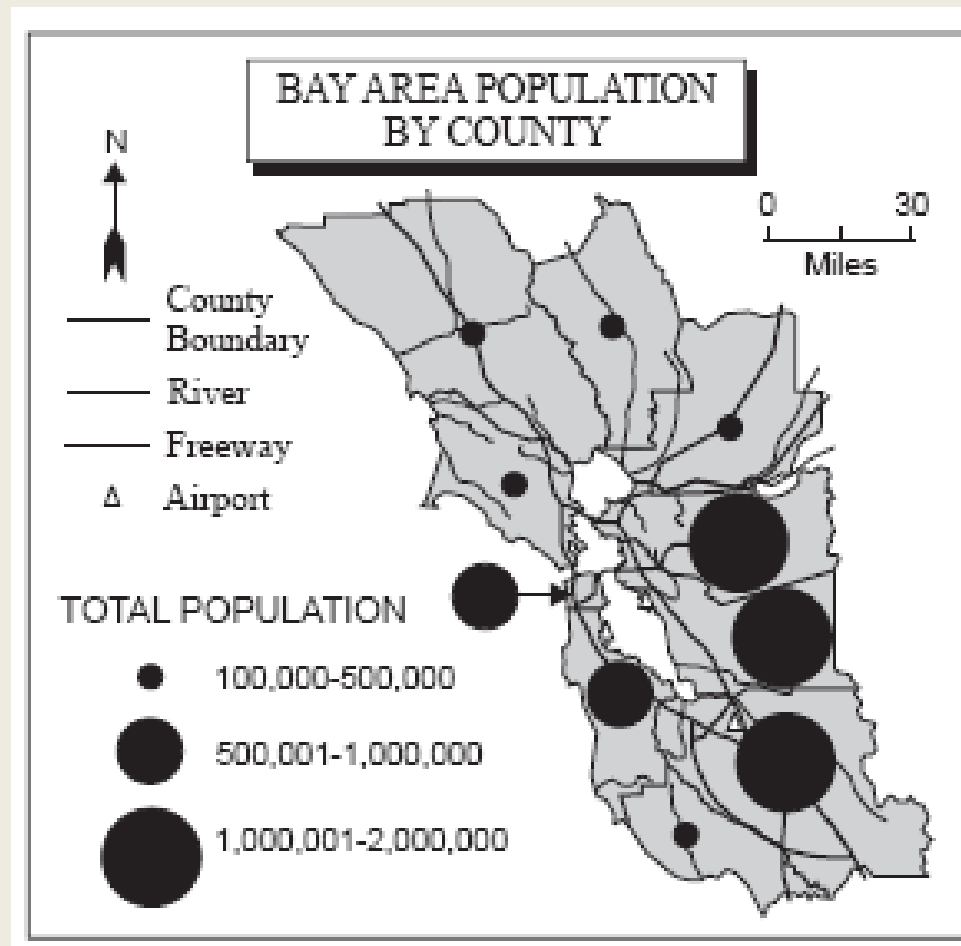 BAY AREA POPULATION
BY COUNTY
N
0 30
Miles
County
Boundary
River
Freeway
Airport
TOTAL POPULATION
100,000-500,000
500,001-1,000,000
1,000,001-2,000,000